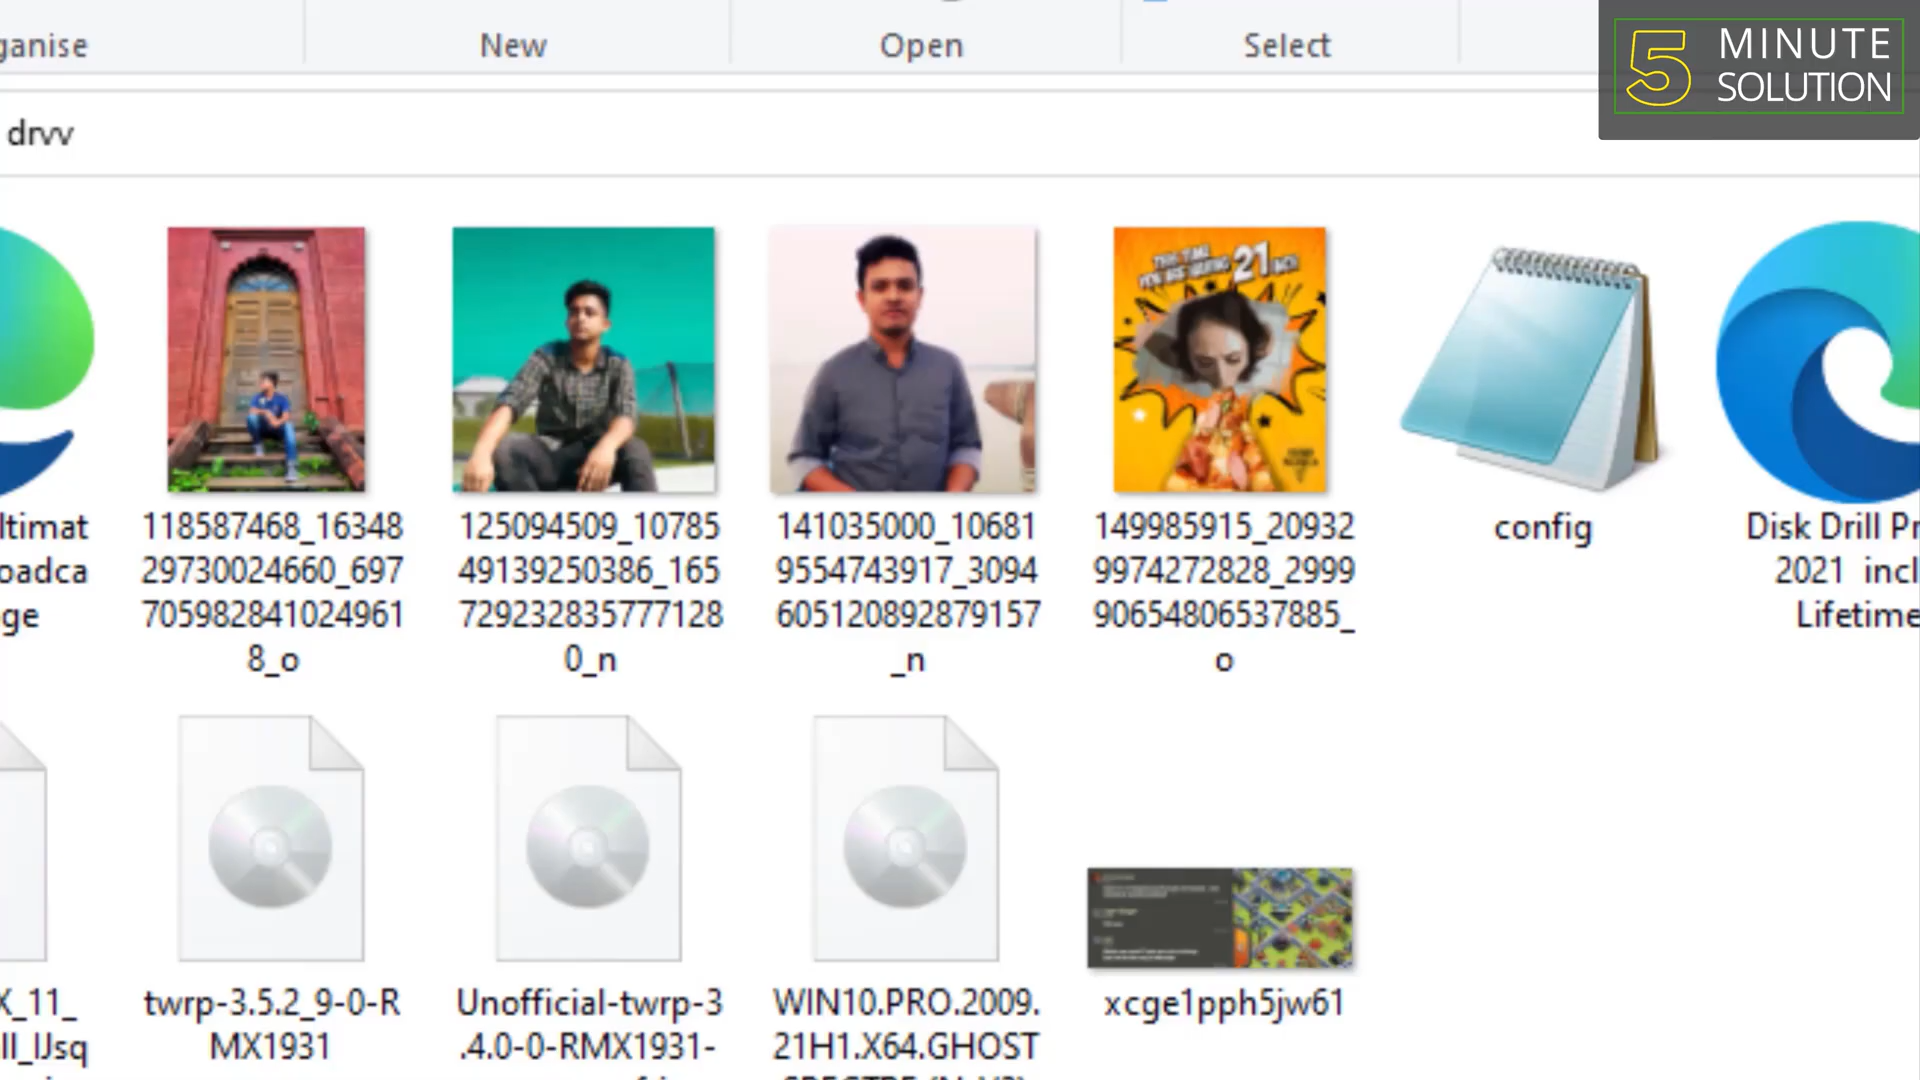 ganise
New
Open
Select
5 MINUTE
SOLUTION
drvv
ltimat
oadca
ge
118587468_16348
29730024660_697
705982841024961
8_o
125094509_10785
49139250386_165
729232835777128
0_n
141035000_10681
9554743917_3094
605120892879157
_n
21
149985915_20932
9974272828_2999
90654806537885_
o
config
Disk Drill Pr
2021 incl
Lifetime
X_11_
ll_IJsq
twrp-3.5.2_9-0-R
MX1931
Unofficial-twrp-3
.4.0-0-RMX1931-
WIN10.PRO.2009.
21H1.X64.GHOST
xcge1pph5jw61